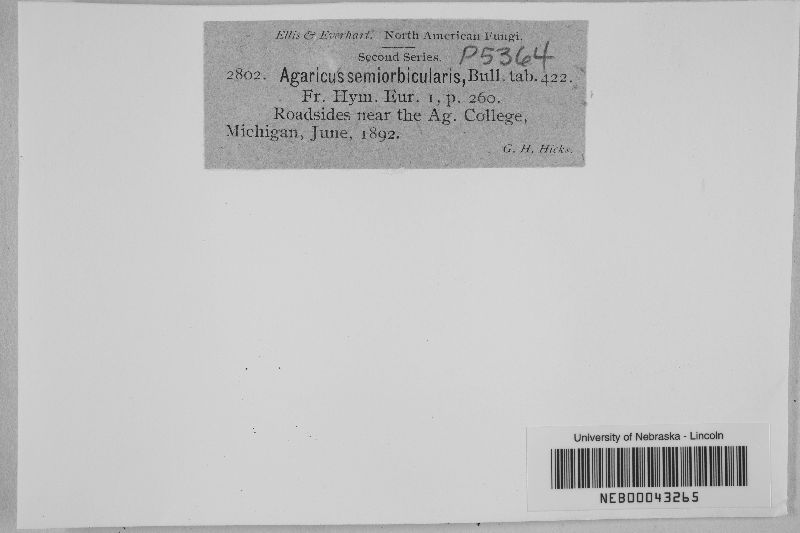 Ellis & Everhart. North American Fungi.
Second Series. P5364
2802. Agaricus semiorbicularis, Bull. tab. 422.
Fr. Hym. Eur. 1, p. 260.
Roadsides near the Ag. College,
Michigan, June, 1892.
G. H. Hicks.
University of Nebraska - Lincoln
NEB00043265